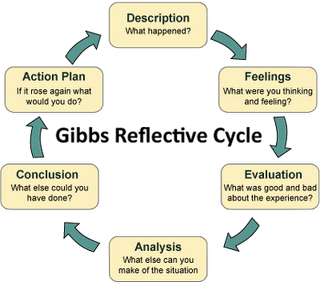 Description
What happened?
Feelings
What were you thinking
and feeling?
Evaluation
What was good and bad
about the experience?
Analysis
What else can you
make of the situation
Conclusion
What else could you
have done?
Action Plan
If it rose again what
would you do?
Gibbs Reflective Cycle